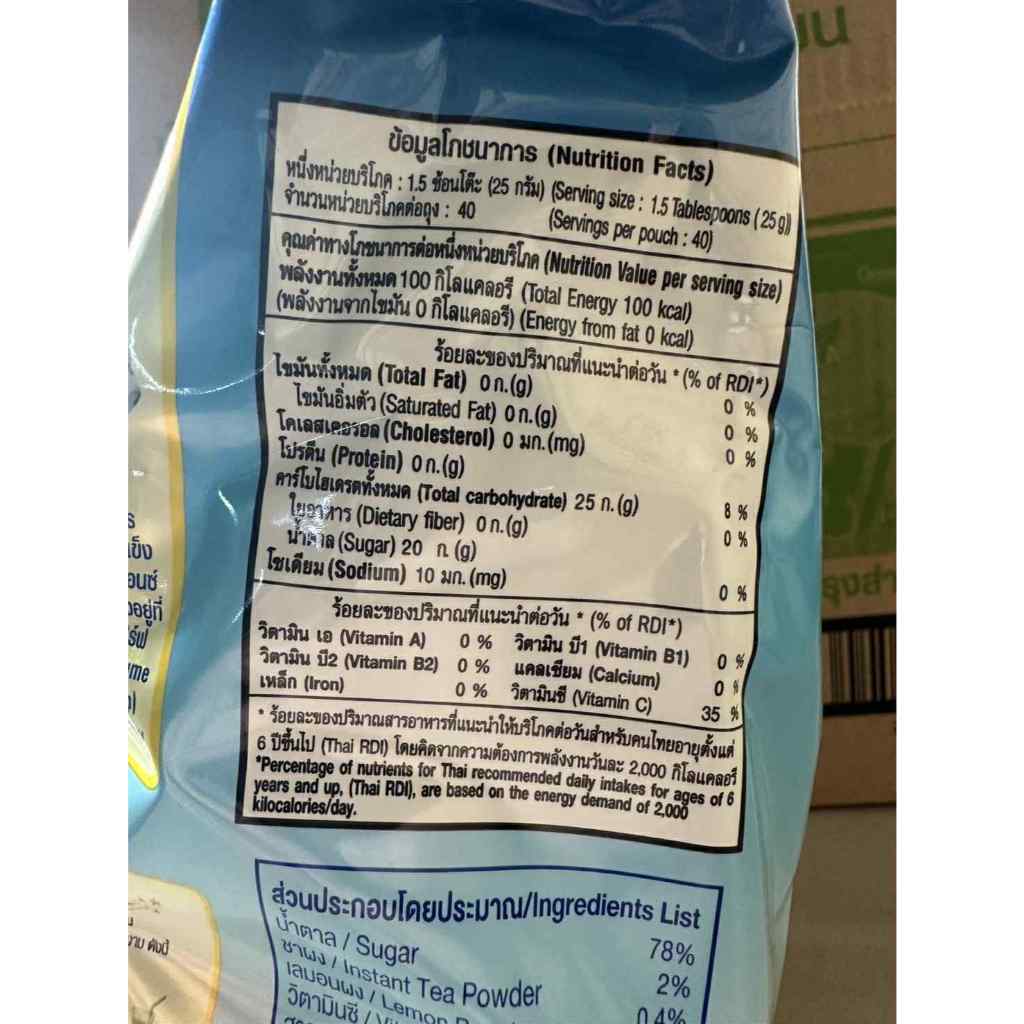 ข้อมูลโภชนาการ (Nutrition Facts)
หนึ่งหน่วยบริโภค : 1.5 ช้อนโต๊ะ (25 กรัม) (Serving size : 1.5 Tablespoons (25 g))
จำนวนหน่วยบริโภคต่อถุง : 40 (Servings per pouch : 40)
คุณค่าทางโภชนาการต่อหนึ่งหน่วยบริโภค (Nutrition Value per serving size)
พลังงานทั้งหมด 100 กิโลแคลอรี (Total Energy 100 kcal)
(พลังงานจากไขมัน 0 กิโลแคลอรี) (Energy from fat 0 kcal)
ร้อยละของปริมาณที่แนะนำต่อวัน * (% of RDI*)
ไขมันทั้งหมด (Total Fat) 0 ก.(g) 0 %
ไขมันอิ่มตัว (Saturated Fat) 0 ก.(g) 0 %
โคเลสเตอรอล (Cholesterol) 0 มก.(mg) 0 %
โปรตีน (Protein) 0 ก.(g)
คาร์โบไฮเดรตทั้งหมด (Total carbohydrate) 25 ก.(g) 8 %
ใยอาหาร (Dietary fiber) 0 ก.(g) 0 %
น้ำตาล (Sugar) 20 ก.(g)
โซเดียม (Sodium) 10 มก.(mg) 0 %
ร้อยละของปริมาณที่แนะนำต่อวัน * (% of RDI*)
วิตามิน เอ (Vitamin A) 0 % วิตามิน บี1 (Vitamin B1) 0 %
วิตามิน บี2 (Vitamin B2) 0 % แคลเซียม (Calcium) 0 %
เหล็ก (Iron) 0 % วิตามินซี (Vitamin C) 35 %
* ร้อยละของปริมาณสารอาหารที่แนะนำให้บริโภคต่อวันสำหรับคนไทยอายุตั้งแต่
6 ปีขึ้นไป (Thai RDI) โดยคิดจากความต้องการพลังงานวันละ 2,000 กิโลแคลอรี
*Percentage of nutrients for Thai recommended daily intakes for ages of 6
years and up, (Thai RDI), are based on the energy demand of 2,000
kilocalories/day.
ส่วนประกอบโดยประมาณ/Ingredients List
น้ำตาล / Sugar 78%
ชาผง / Instant Tea Powder 2%
เลมอนผง / Lemon 0.4%
วิตามินซี /